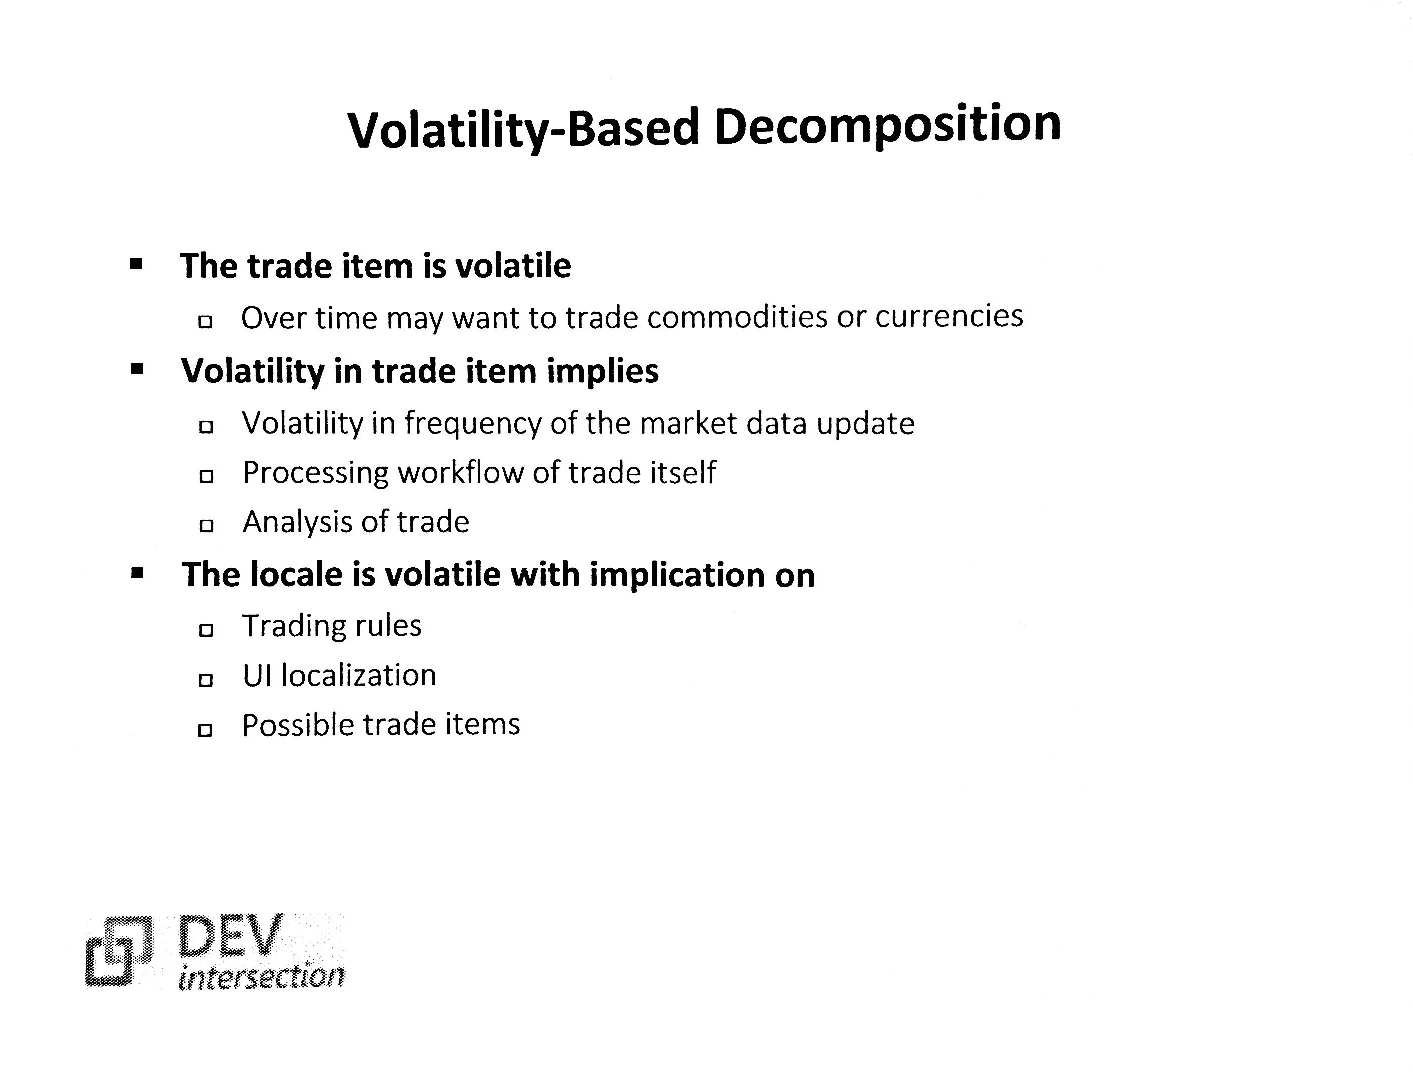 Volatility-Based Decomposition
▪ The trade item is volatile
▫ Over time may want to trade commodities or currencies
▪ Volatility in trade item implies
▫ Volatility in frequency of the market data update
▫ Processing workflow of trade itself
▫ Analysis of trade
▪ The locale is volatile with implication on
▫ Trading rules
▫ UI localization
▫ Possible trade items
DEV
intersection